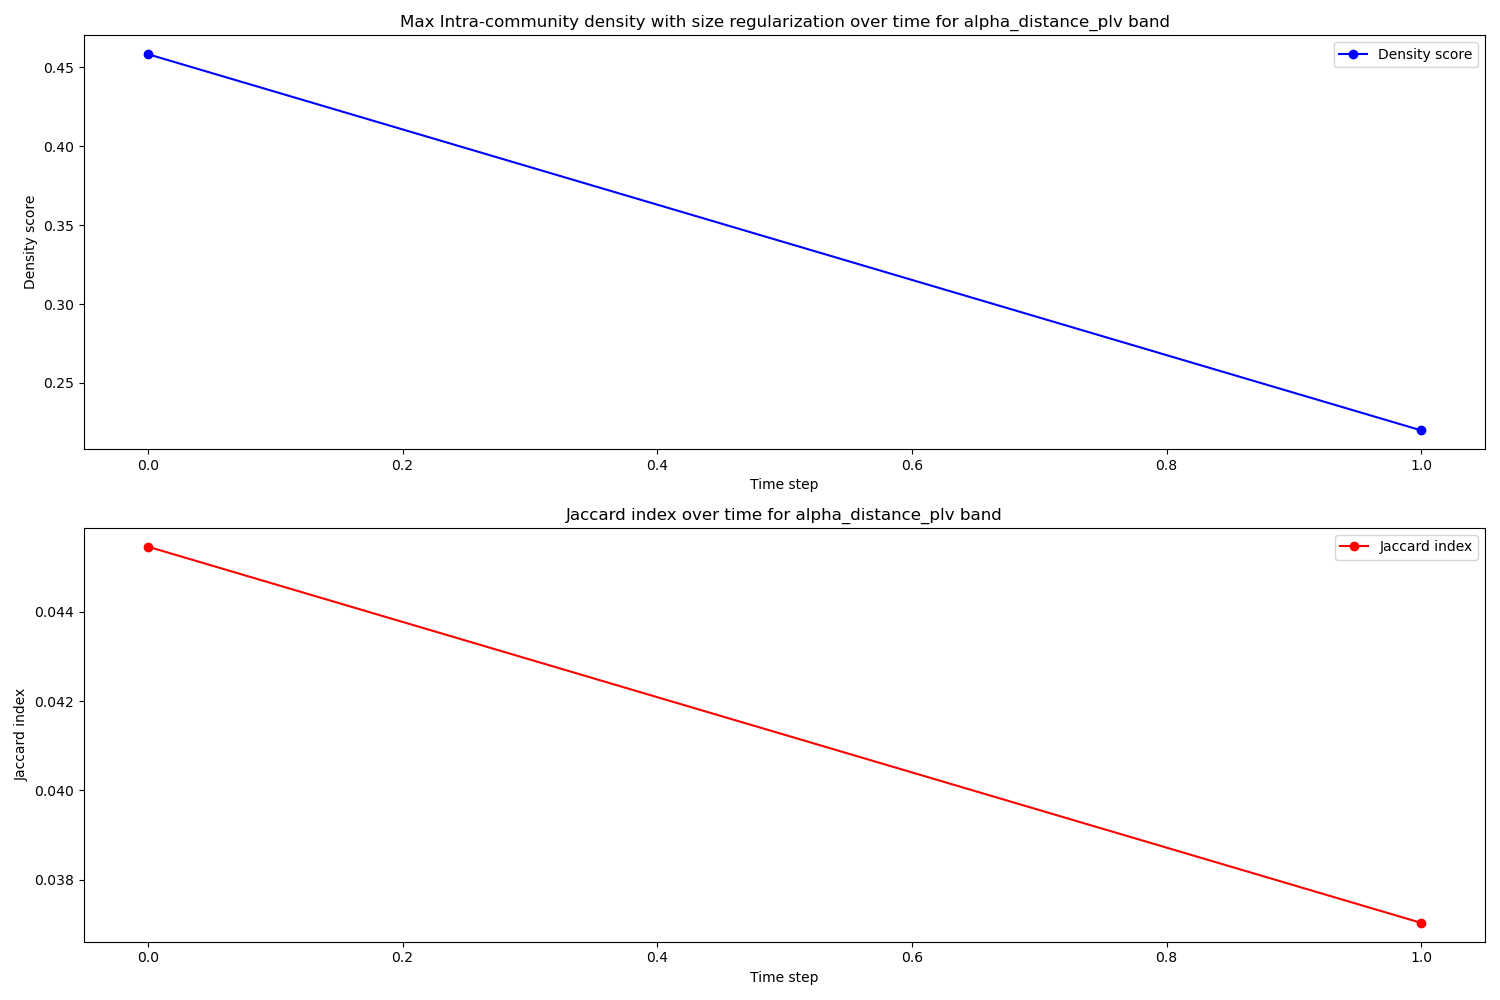 Max Intra-community density with size regularization over time for alpha_distance_plv band
Density score
0.45
0.40
0.35
0.30
0.25
Density score
0.0 0.2 0.4 0.6 0.8 1.0
Time step
Jaccard index over time for alpha_distance_plv band
Jaccard index
0.044
0.042
0.040
0.038
Jaccard index
0.0 0.2 0.4 0.6 0.8 1.0
Time step